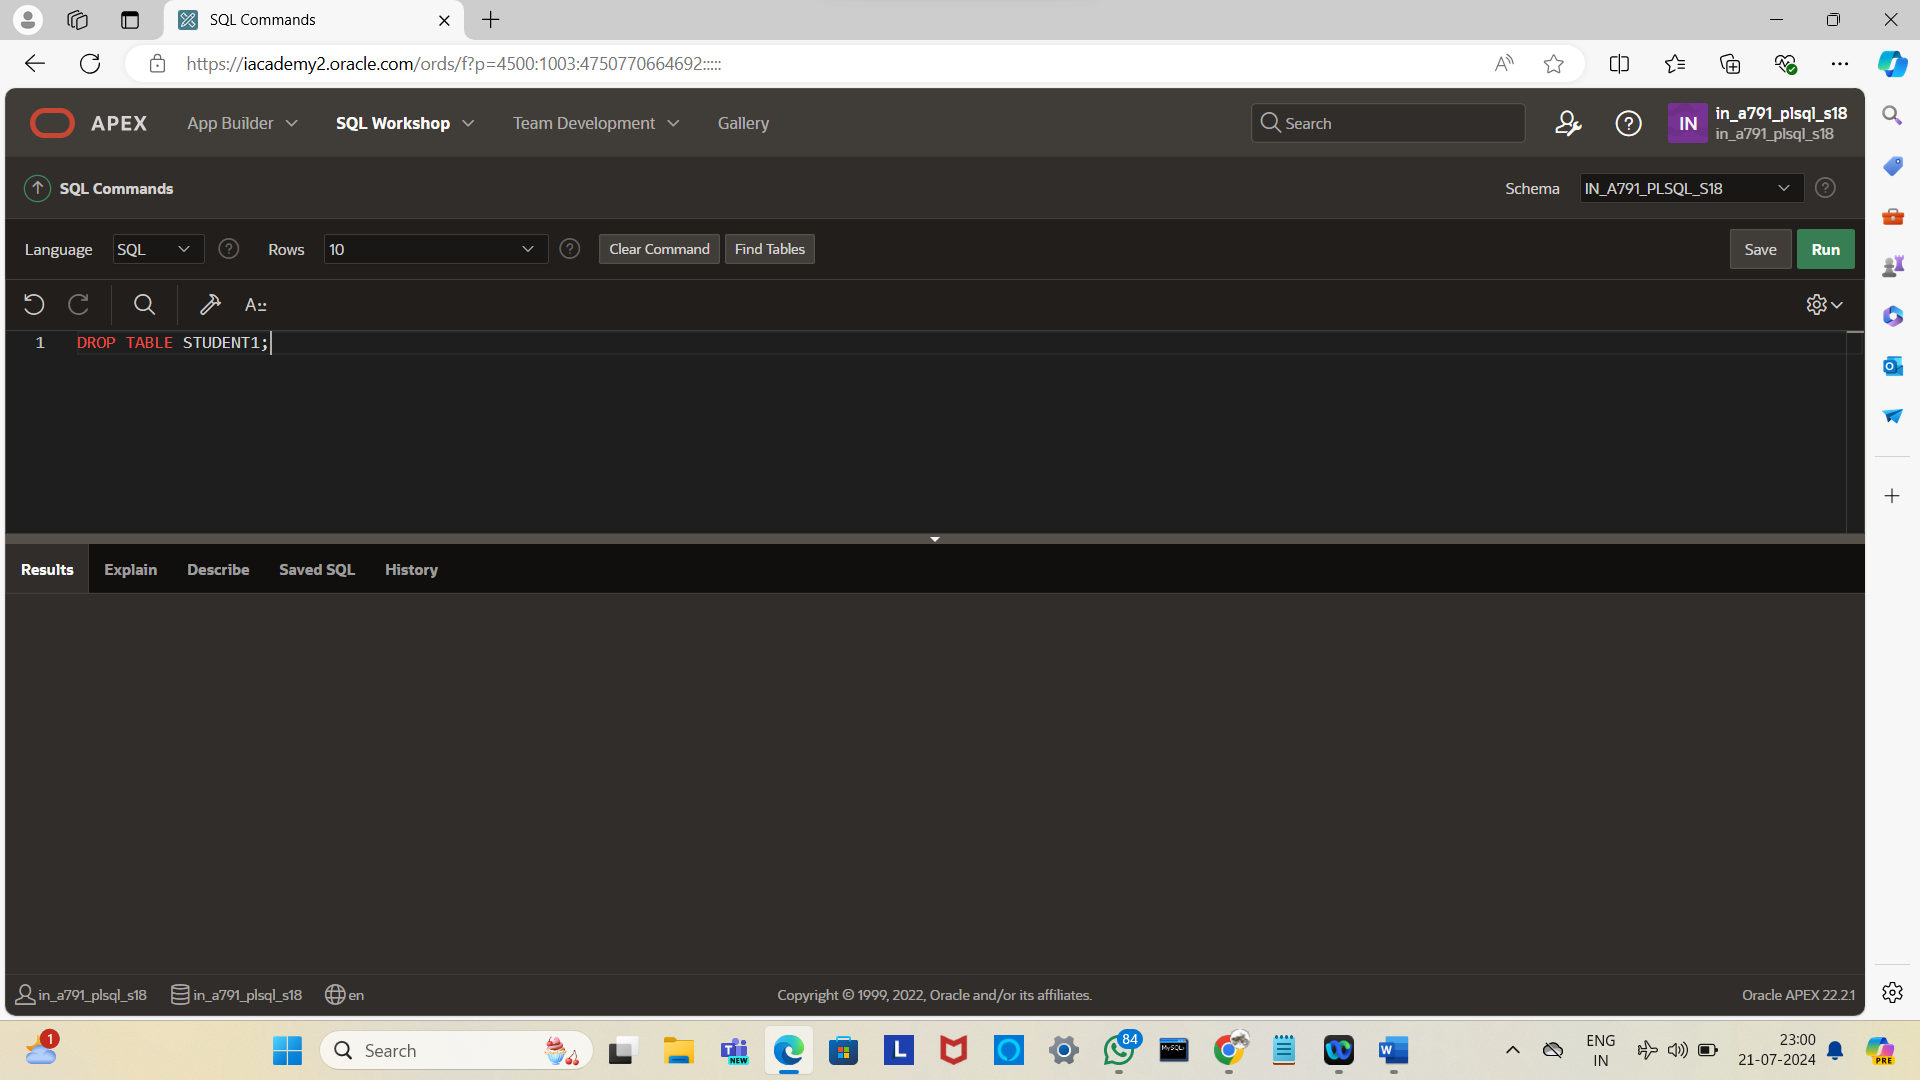 SQL Commands
https://iacademy2.oracle.com/ords/f?p=4500:1003:4750770664692:::::
APEX App Builder SQL Workshop Team Development Gallery Search IN in_a791_plsql_s18
in_a791_plsql_s18
SQL Commands Schema IN_A791_PLSQL_S18
Language SQL Rows 10 Clear Command Find Tables Save Run
A::
1 DROP TABLE STUDENT1;
Results Explain Describe Saved SQL History
in_a791_plsql_s18 in_a791_plsql_s18 en Copyright © 1999, 2022, Oracle and/or its affiliates. Oracle APEX 22.2.1
1 Search NEW L 84 MySQL W ENG
IN 23:00
21-07-2024 PRE